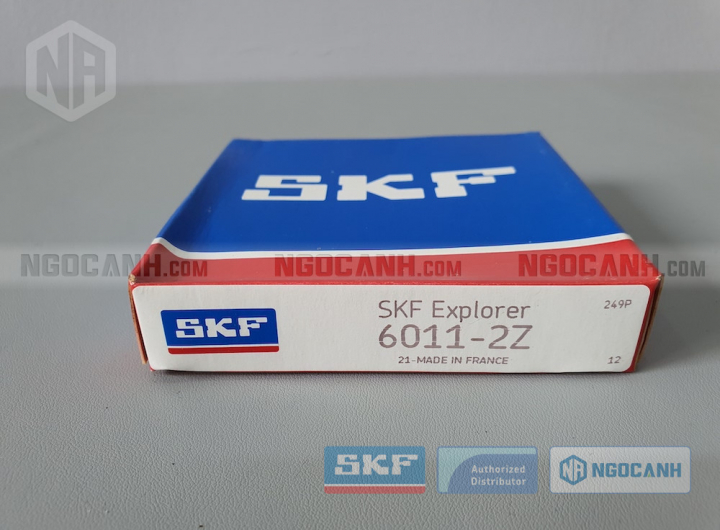 NA
SKF
NGOCANH.COM NGOCANH.COM NGOCANH.COM
SKF
SKF Explorer
249P
6011-2Z
21-MADE IN FRANCE
12
SKF
Authorized
Distributor
NA NGOCANH